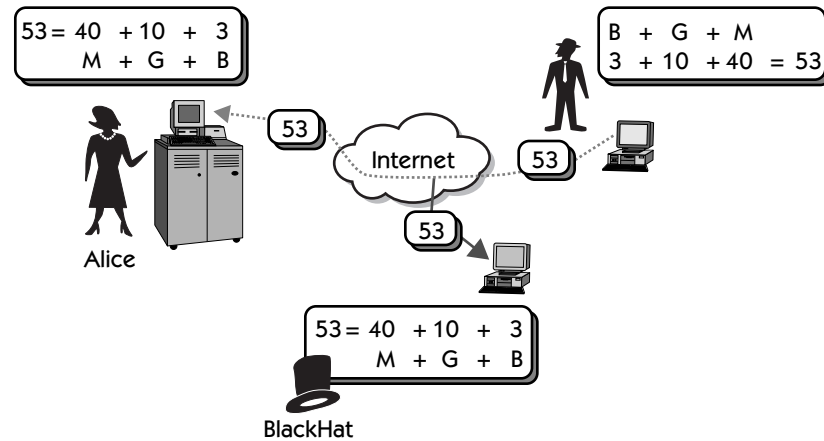 53 = 40 + 10 + 3
M + G + B
B + G + M
3 + 10 + 40 = 53
53
Internet
53
53
Alice
53 = 40 + 10 + 3
M + G + B
BlackHat